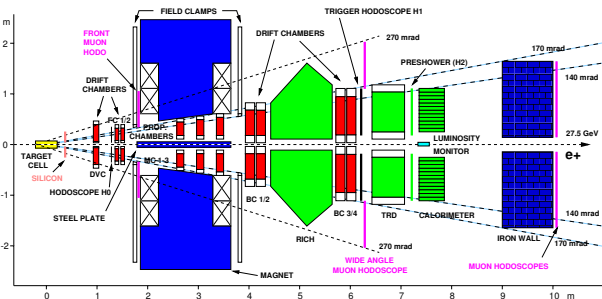 m
FIELD CLAMPS
TRIGGER HODOSCOPE H1
FRONT
MUON
HODO
DRIFT CHAMBERS
270 mrad
170 mrad
2
PRESHOWER (H2)
DRIFT
CHAMBERS
140 mrad
1
FC 1/2
PROP.
CHAMBERS
LUMINOSITY
MONITOR
27.5 GeV
0
e+
TARGET
CELL
SILICON
DVC
MC 1-3
HODOSCOPE H0
STEEL PLATE
-1
BC 1/2
BC 3/4
TRD
CALORIMETER
140 mrad
RICH
270 mrad
IRON WALL
170 mrad
-2
WIDE ANGLE
MUON HODOSCOPE
MUON HODOSCOPES
MAGNET
0 1 2 3 4 5 6 7 8 9 10 m